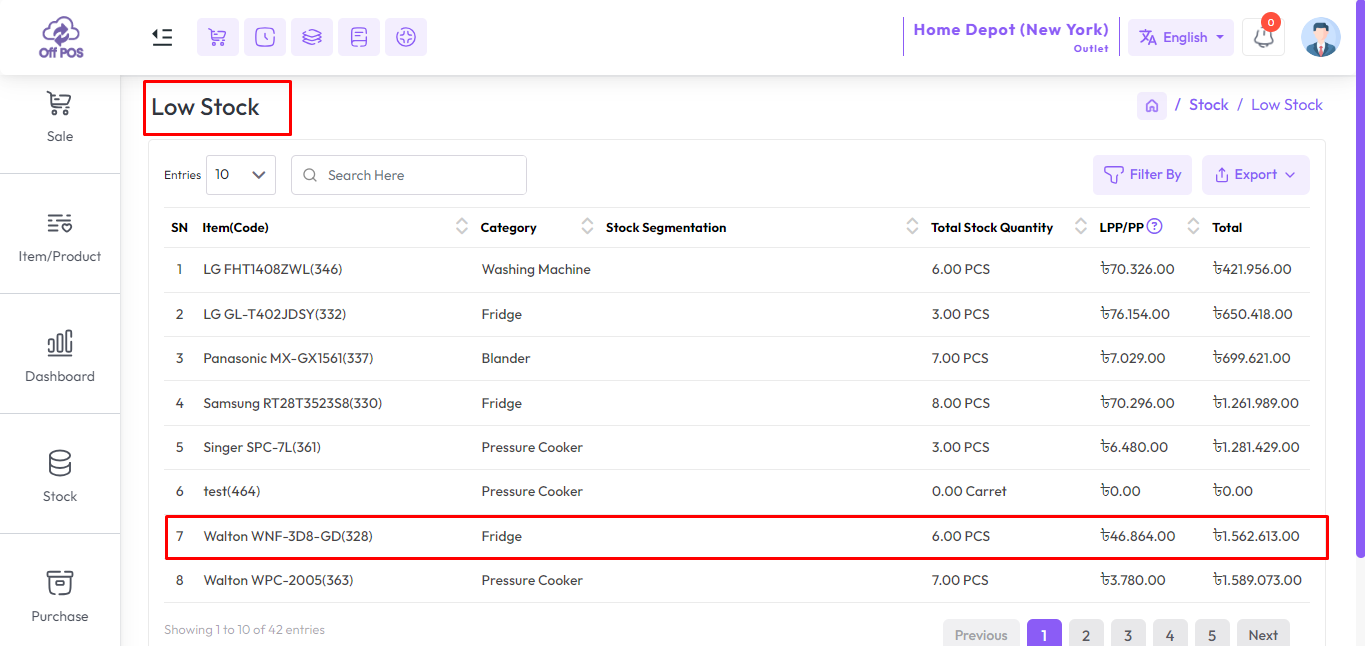 Off POS
Home Depot (New York)
Outlet
English
0
Sale
Item/Product
Dashboard
Stock
Purchase
Low Stock
/ Stock / Low Stock
Entries 10 Search Here Filter By Export
SN Item(Code) Category Stock Segmentation Total Stock Quantity LPP/PP ? Total
1 LG FHT1408ZWL(346) Washing Machine 6.00 PCS ৳70.326.00 ৳421.956.00
2 LG GL-T402JDSY(332) Fridge 3.00 PCS ৳76.154.00 ৳650.418.00
3 Panasonic MX-GX1561(337) Blander 7.00 PCS ৳7.029.00 ৳699.621.00
4 Samsung RT28T3523S8(330) Fridge 8.00 PCS ৳70.296.00 ৳1.261.989.00
5 Singer SPC-7L(361) Pressure Cooker 3.00 PCS ৳6.480.00 ৳1.281.429.00
6 test(464) Pressure Cooker 0.00 Carret ৳0.00 ৳0.00
7 Walton WNF-3D8-GD(328) Fridge 6.00 PCS ৳46.864.00 ৳1.562.613.00
8 Walton WPC-2005(363) Pressure Cooker 7.00 PCS ৳3.780.00 ৳1.589.073.00
Showing 1 to 10 of 42 entries
Previous 1 2 3 4 5 Next